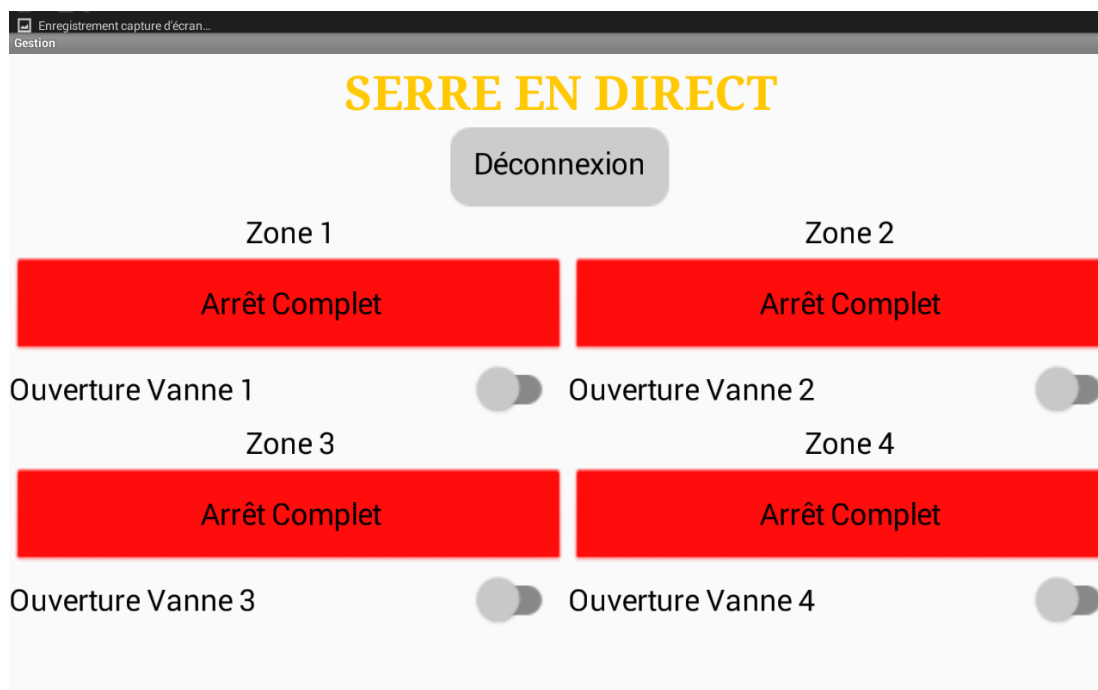 Enregistrement capture d'écran...
Gestion
SERRE EN DIRECT
Déconnexion
Zone 1
Zone 2
Arrêt Complet
Arrêt Complet
Ouverture Vanne 1
Ouverture Vanne 2
Zone 3
Zone 4
Arrêt Complet
Arrêt Complet
Ouverture Vanne 3
Ouverture Vanne 4